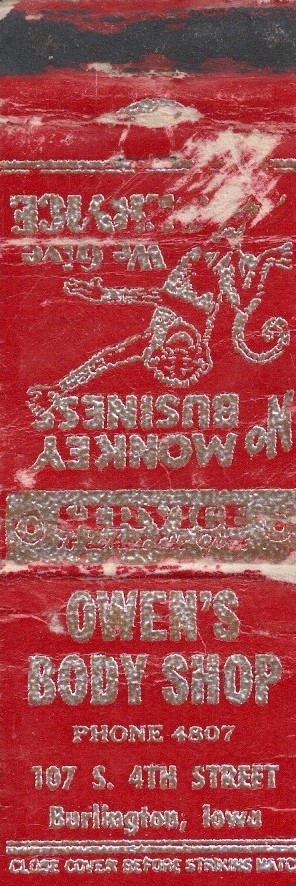 No MONKEY
BUSINESS
We Give
SERVICE
SERVICE
OWEN'S
BODY SHOP
PHONE 4807
107 S. 4TH STREET
Burlington, Iowa
CLOSE COVER BEFORE STRIKING MATC